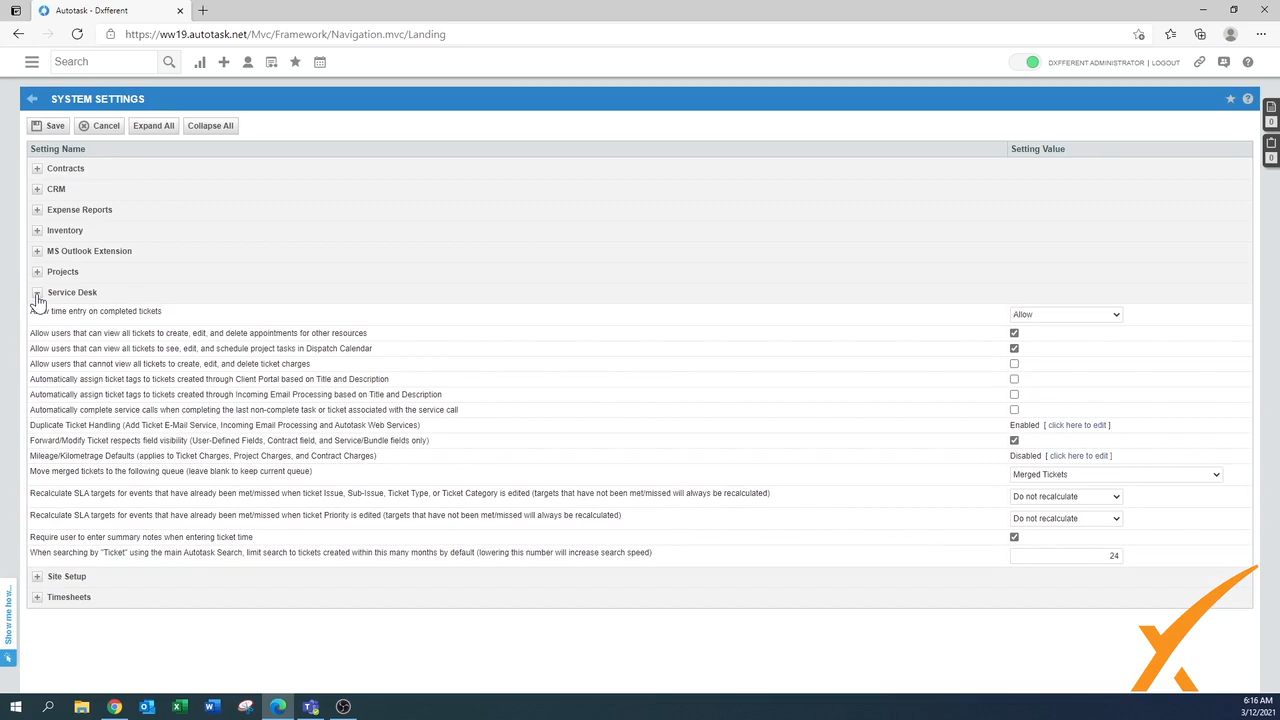 Autotask - Dxfferent
https://ww19.autotask.net/Mvc/Framework/Navigation.mvc/Landing
Search
DXFFERENT ADMINISTRATOR | LOGOUT
SYSTEM SETTINGS
Save Cancel Expand All Collapse All
0
0
Setting Name Setting Value
Contracts
CRM
Expense Reports
Inventory
MS Outlook Extension
Projects
Service Desk
time entry on completed tickets Allow
Allow users that can view all tickets to create, edit, and delete appointments for other resources
Allow users that can view all tickets to see, edit, and schedule project tasks in Dispatch Calendar
Allow users that cannot view all tickets to create, edit, and delete ticket charges
Automatically assign ticket tags to tickets created through Client Portal based on Title and Description
Automatically assign ticket tags to tickets created through Incoming Email Processing based on Title and Description
Automatically complete service calls when completing the last non-complete task or ticket associated with the service call
Duplicate Ticket Handling (Add Ticket E-Mail Service, Incoming Email Processing and Autotask Web Services) Enabled [ click here to edit ]
Forward/Modify Ticket respects field visibility (User-Defined Fields, Contract field, and Service/Bundle fields only)
Mileage/Kilometrage Defaults (applies to Ticket Charges, Project Charges, and Contract Charges) Disabled [ click here to edit ]
Move merged tickets to the following queue (leave blank to keep current queue) Merged Tickets
Recalculate SLA targets for events that have already been met/missed when ticket Issue, Sub-Issue, Ticket Type, or Ticket Category is edited (targets that have not been met/missed will always be recalculated) Do not recalculate
Recalculate SLA targets for events that have already been met/missed when ticket Priority is edited (targets that have not been met/missed will always be recalculated) Do not recalculate
Require user to enter summary notes when entering ticket time
When searching by "Ticket" using the main Autotask Search, limit search to tickets created within this many months by default (lowering this number will increase search speed) 24
Site Setup
Timesheets
Show me how...
6:16 AM
3/12/2021